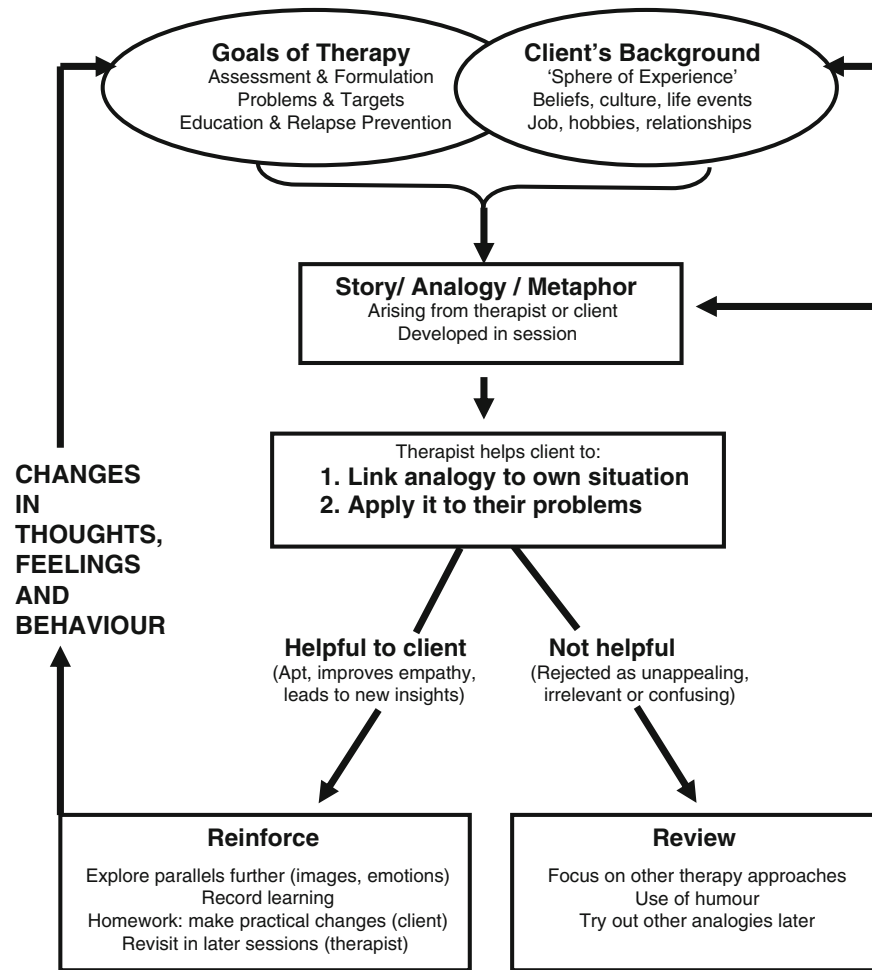 Goals of Therapy
Assessment & Formulation
Problems & Targets
Education & Relapse Prevention
Client's Background
‘Sphere of Experience’
Beliefs, culture, life events
Job, hobbies, relationships
Story/ Analogy / Metaphor
Arising from therapist or client
Developed in session
Therapist helps client to:
1. Link analogy to own situation
2. Apply it to their problems
CHANGES
IN
THOUGHTS,
FEELINGS
AND
BEHAVIOUR
Helpful to client
(Apt, improves empathy,
leads to new insights)
Not helpful
(Rejected as unappealing,
irrelevant or confusing)
Reinforce
Explore parallels further (images, emotions)
Record learning
Homework: make practical changes (client)
Revisit in later sessions (therapist)
Review
Focus on other therapy approaches
Use of humour
Try out other analogies later